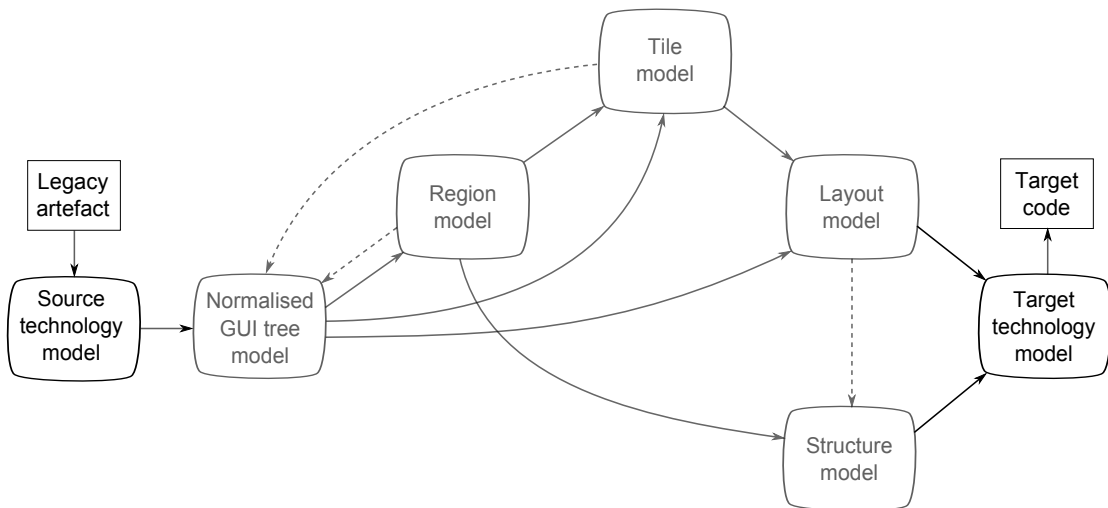 Tile
model
Legacy
artefact
Region
model
Layout
model
Target
code
Source
technology
model
Normalised
GUI tree
model
Target
technology
model
Structure
model